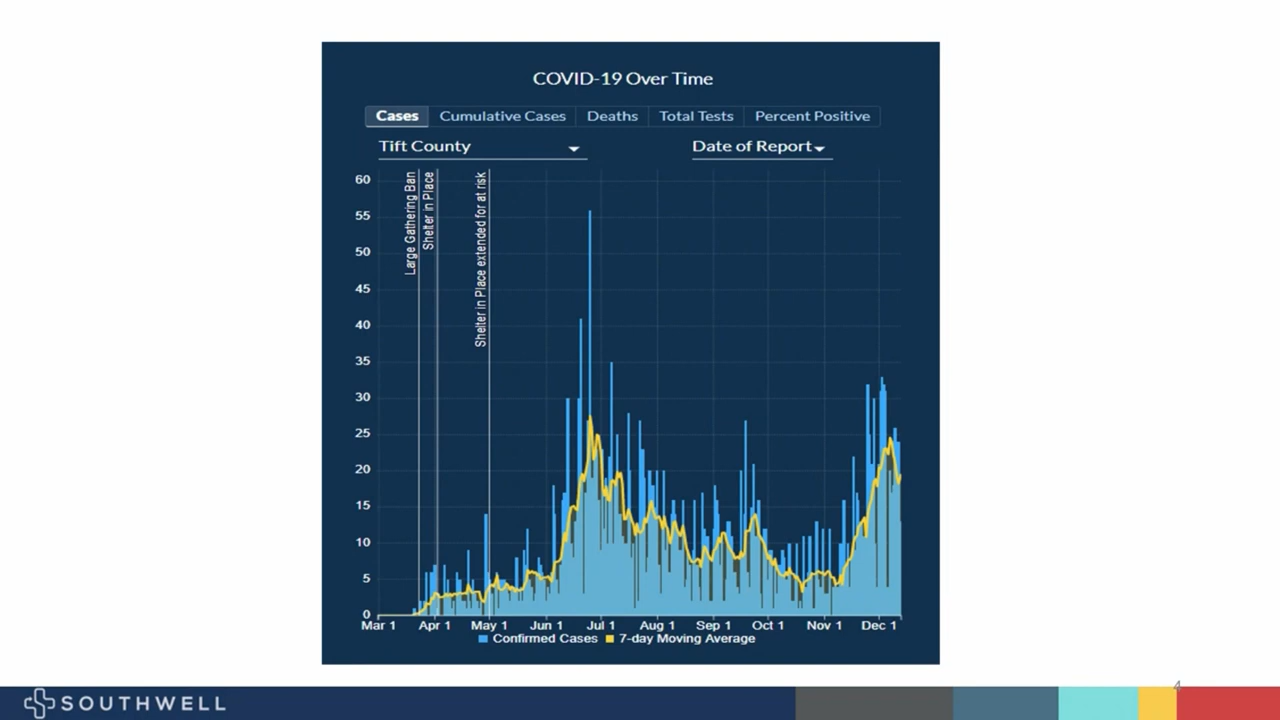 COVID-19 Over Time
Cases Cumulative Cases Deaths Total Tests Percent Positive
Tift County Date of Report
Large Gathering Ban
Shelter in Place
Shelter in Place extended for at risk
60
55
50
45
40
35
30
25
20
15
10
5
0
Mar 1 Apr 1 May 1 Jun 1 Jul 1 Aug 1 Sep 1 Oct 1 Nov 1 Dec 1
Confirmed Cases 7-day Moving Average
4
SOUTHWELL